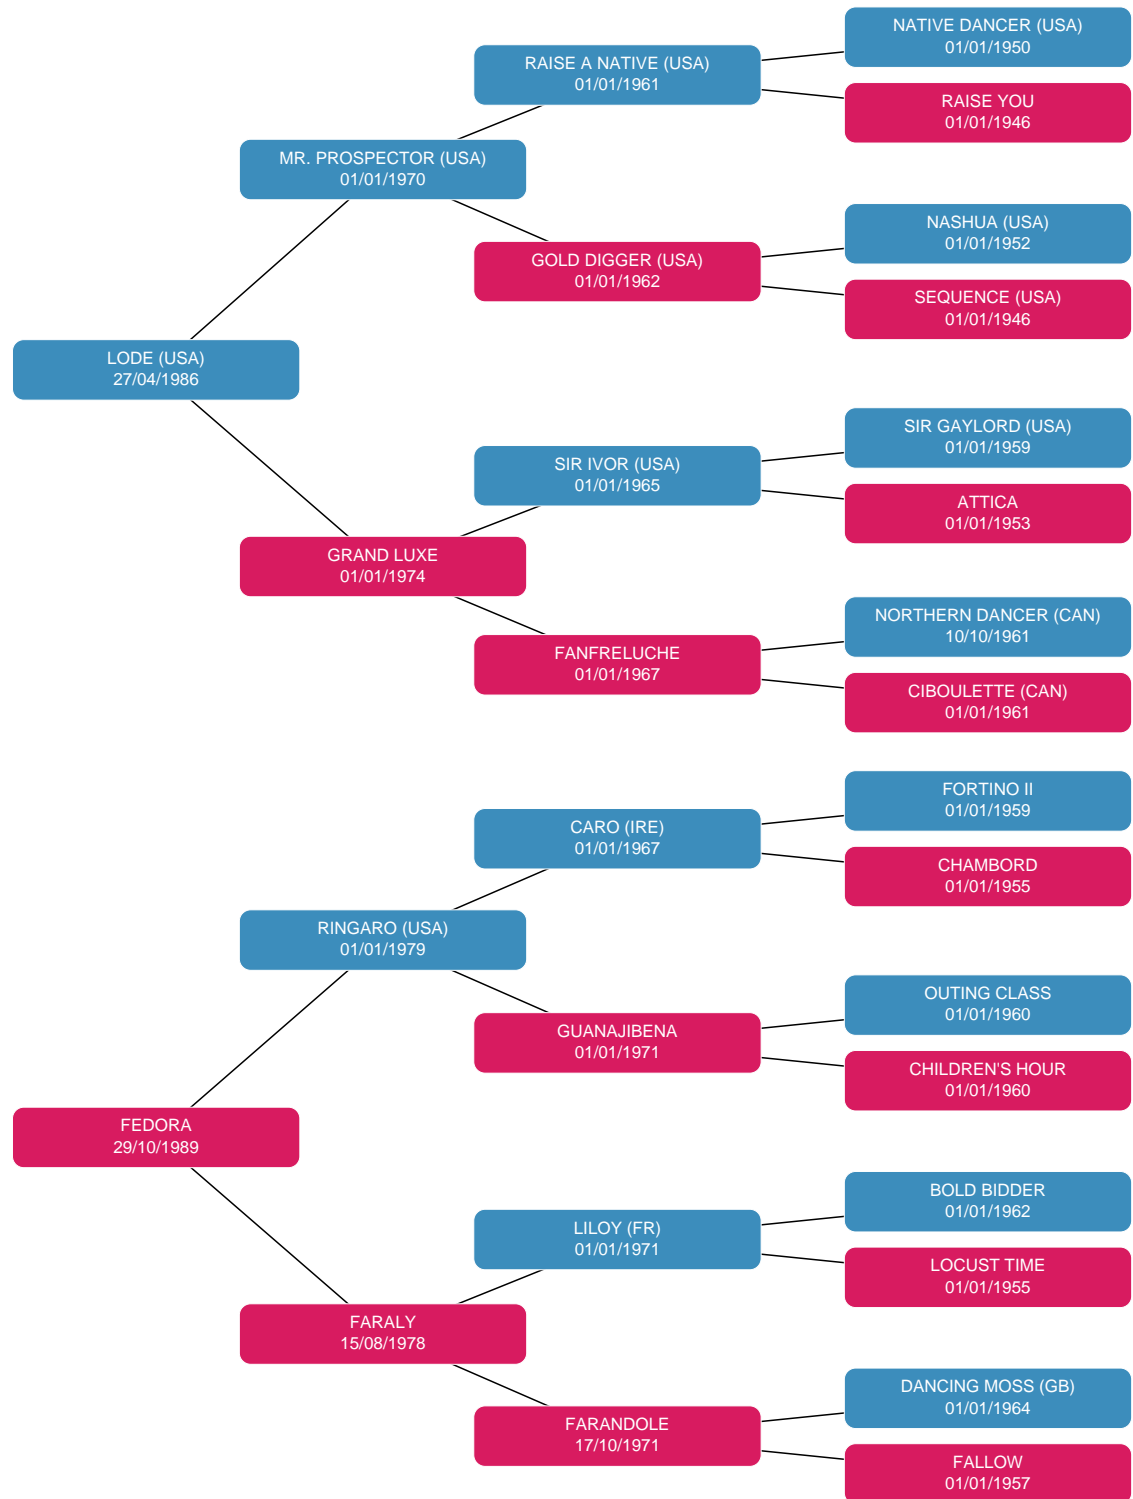 NATIVE DANCER (USA)
01/01/1950
RAISE A NATIVE (USA)
01/01/1961
RAISE YOU
01/01/1946
MR. PROSPECTOR (USA)
01/01/1970
NASHUA (USA)
01/01/1952
GOLD DIGGER (USA)
01/01/1962
SEQUENCE (USA)
01/01/1946
LODE (USA)
27/04/1986
SIR GAYLORD (USA)
01/01/1959
SIR IVOR (USA)
01/01/1965
ATTICA
01/01/1953
GRAND LUXE
01/01/1974
NORTHERN DANCER (CAN)
10/10/1961
FANFRELUCHE
01/01/1967
CIBOULETTE (CAN)
01/01/1961
FORTINO II
01/01/1959
CARO (IRE)
01/01/1967
CHAMBORD
01/01/1955
RINGARO (USA)
01/01/1979
OUTING CLASS
01/01/1960
GUANAJIBENA
01/01/1971
CHILDREN'S HOUR
01/01/1960
FEDORA
29/10/1989
BOLD BIDDER
01/01/1962
LILOY (FR)
01/01/1971
LOCUST TIME
01/01/1955
FARALY
15/08/1978
DANCING MOSS (GB)
01/01/1964
FARANDOLE
17/10/1971
FALLOW
01/01/1957